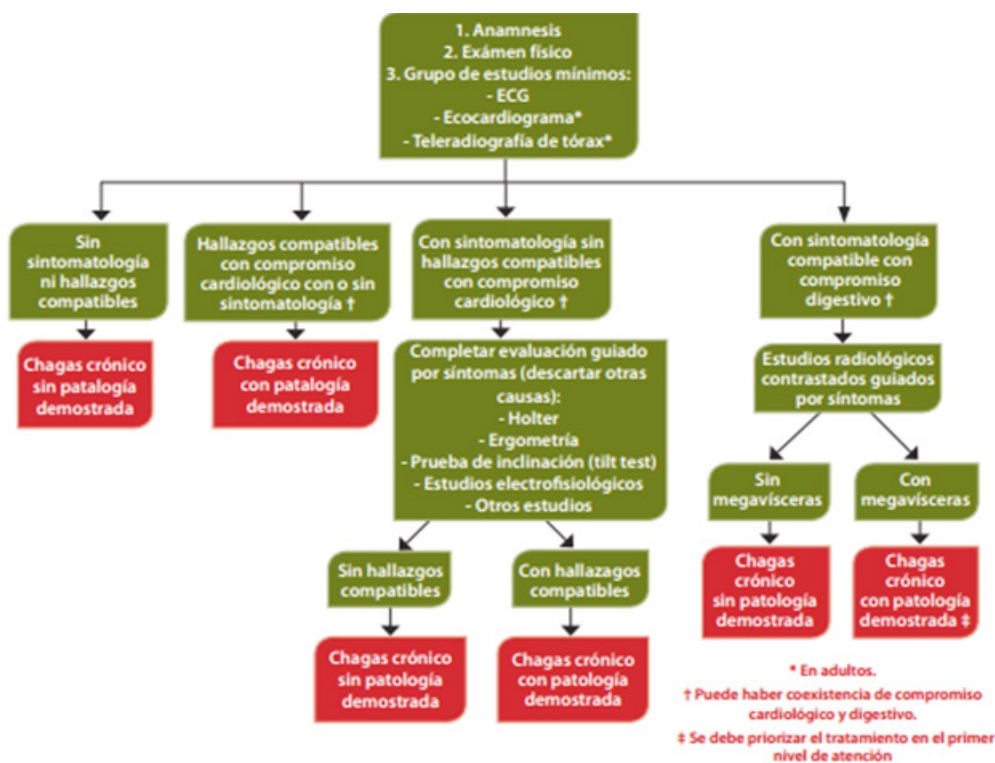 1. Anamnesis
2. Exámen físico
3. Grupo de estudios mínimos:
- ECG
- Ecocardiograma*
- Teleradiografía de tórax*
Sin
sintomatología
ni hallazgos
compatibles
Chagas crónico
sin patalogía
demostrada
Hallazgos compatibles
con compromiso
cardiológico con o sin
sintomatología †
Chagas crónico
con patalogía
demostrada
Con sintomatología sin
hallazgos compatibles
con compromiso
cardiológico †
Completar evaluación guiado
por síntomas (descartar otras
causas):
- Holter
- Ergometría
- Prueba de inclinación (tilt test)
- Estudios electrofisiológicos
- Otros estudios
Sin hallazgos
compatibles
Chagas crónico
sin patología
demostrada
Con hallazagos
compatibles
Chagas crónico
con patología
demostrada
Con sintomatología
compatible con
compromiso
digestivo †
Estudios radiológicos
contrastados guiados
por síntomas
Sin
megavísceras
Chagas
crónico
sin patología
demostrada
Con
megavísceras
Chagas
crónico
con patología
demostrada ‡
* En adultos.
† Puede haber coexistencia de compromiso
cardiológico y digestivo.
‡ Se debe priorizar el tratamiento en el primer
nivel de atención